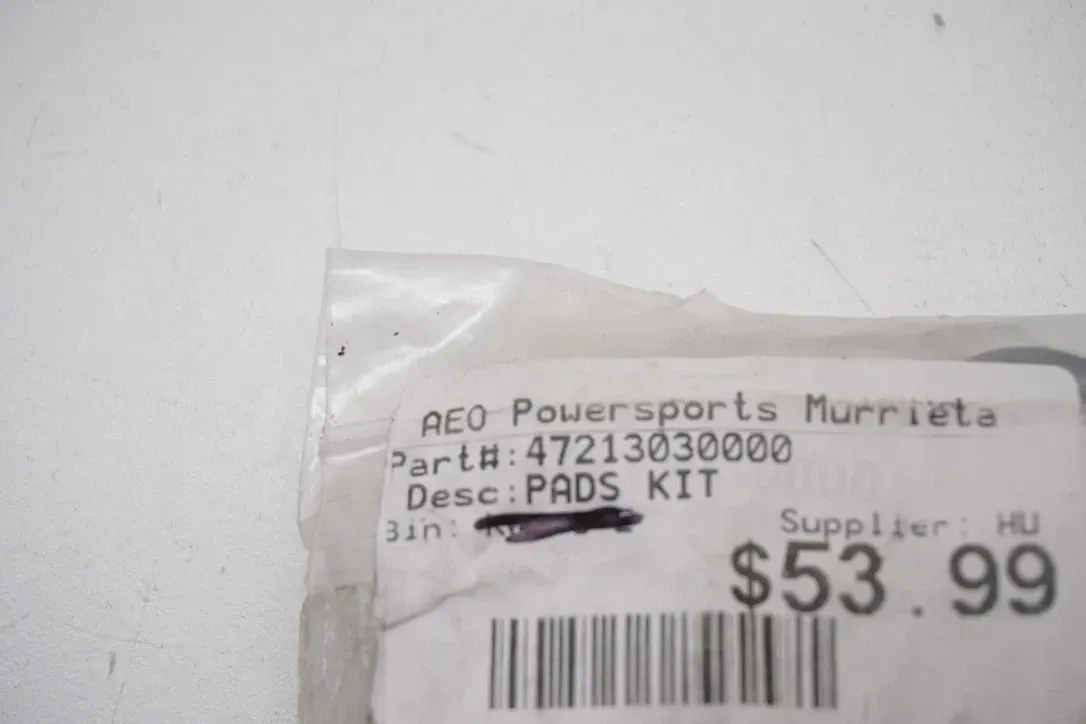 AEO Powersports Murrieta
Part#:47213030000
Desc:PADS KIT
Bin:
Supplier: HU
$53.99